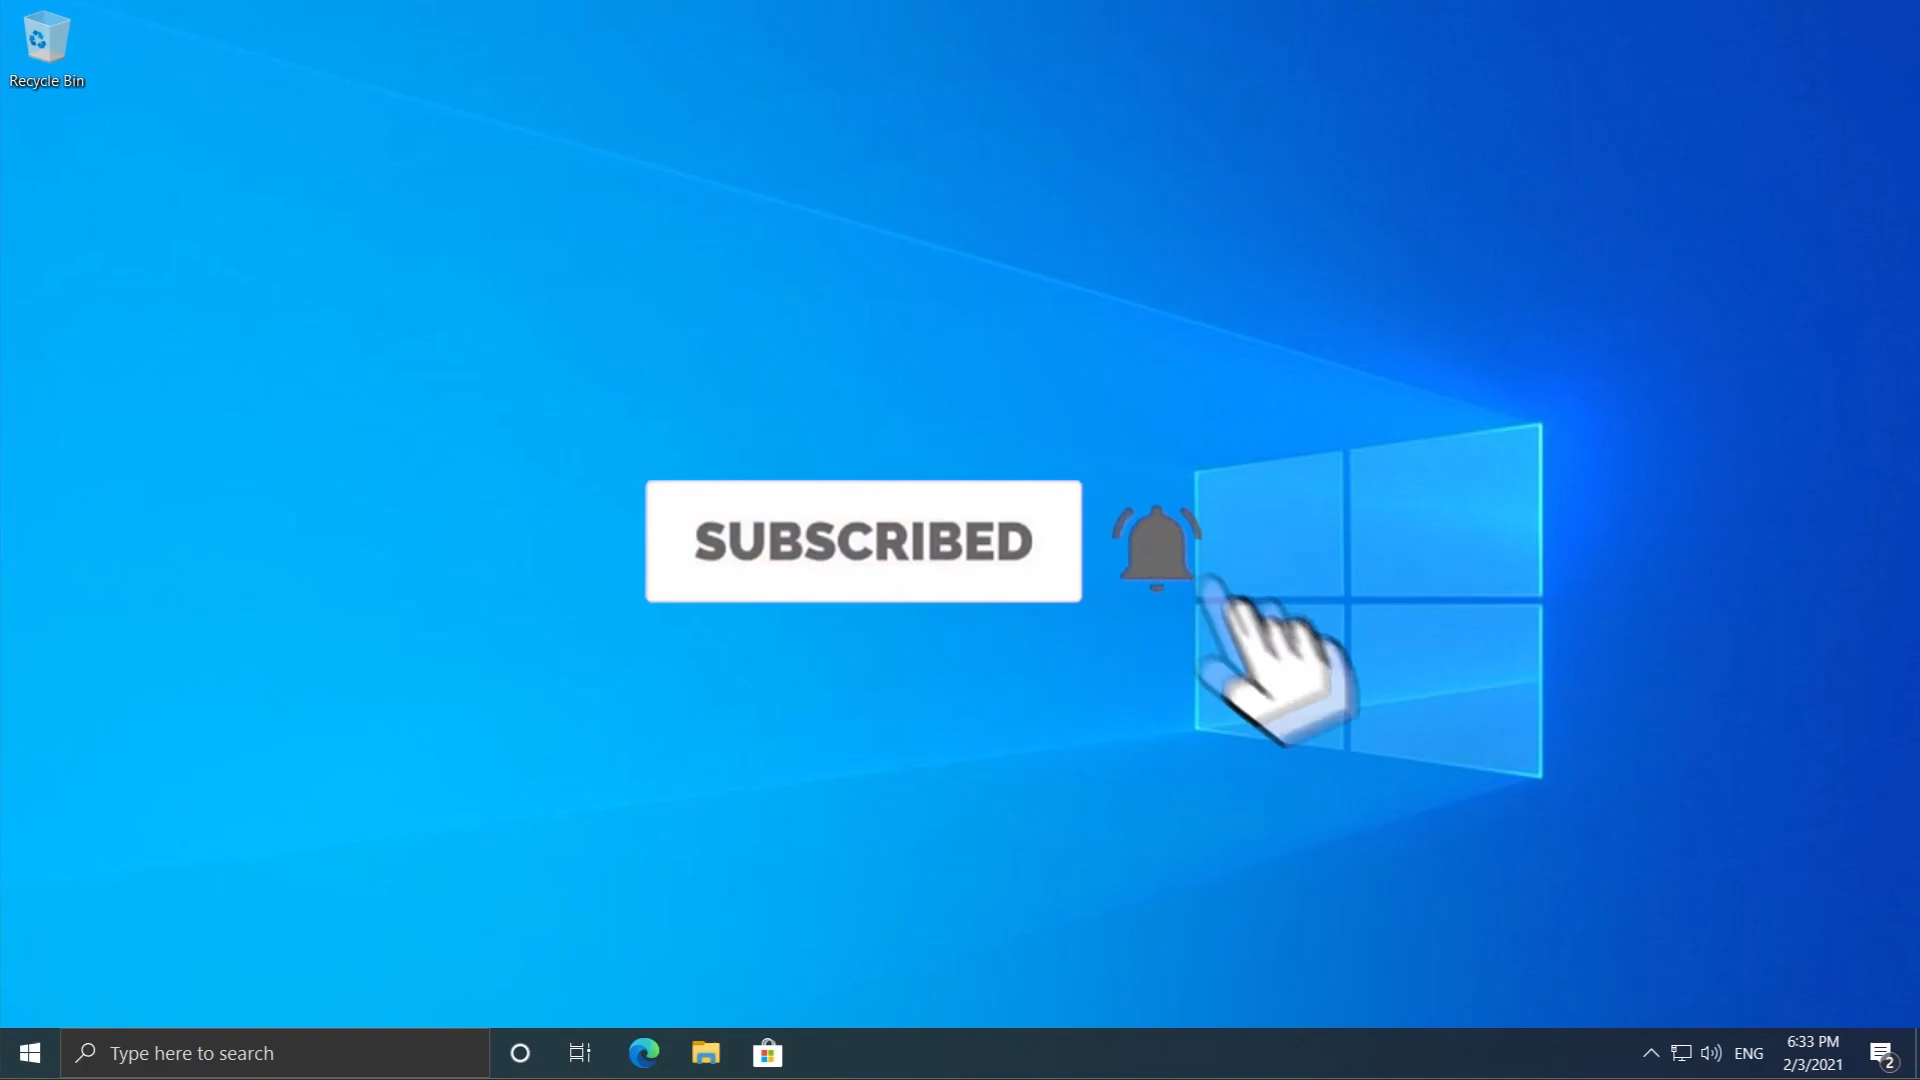 Recycle Bin
SUBSCRIBED
Type here to search
ENG
6:33 PM
2/3/2021
2